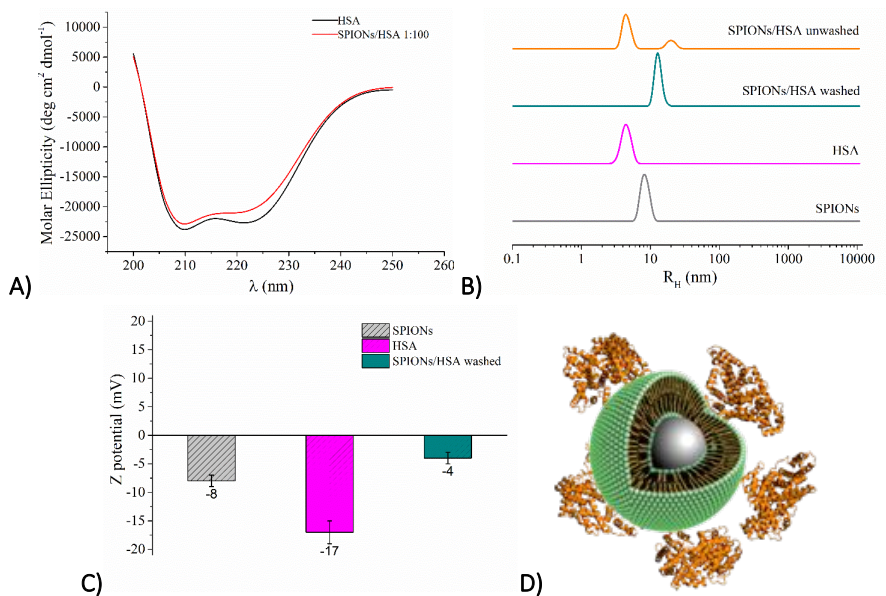 HSA
SPIONs/HSA 1:100
10000
5000
0
-5000
-10000
-15000
-20000
-25000
Molar Ellipticity (deg cm² dmol⁻¹)
200 210 220 230 240 250 260
λ (nm)
A)
SPIONs/HSA unwashed
SPIONs/HSA washed
HSA
SPIONs
0.1 1 10 100 1000 10000
R_H (nm)
B)
SPIONs
HSA
SPIONs/HSA washed
20
15
10
5
0
-5
-10
-15
-20
Z potential (mV)
-8
-17
-4
C)
D)